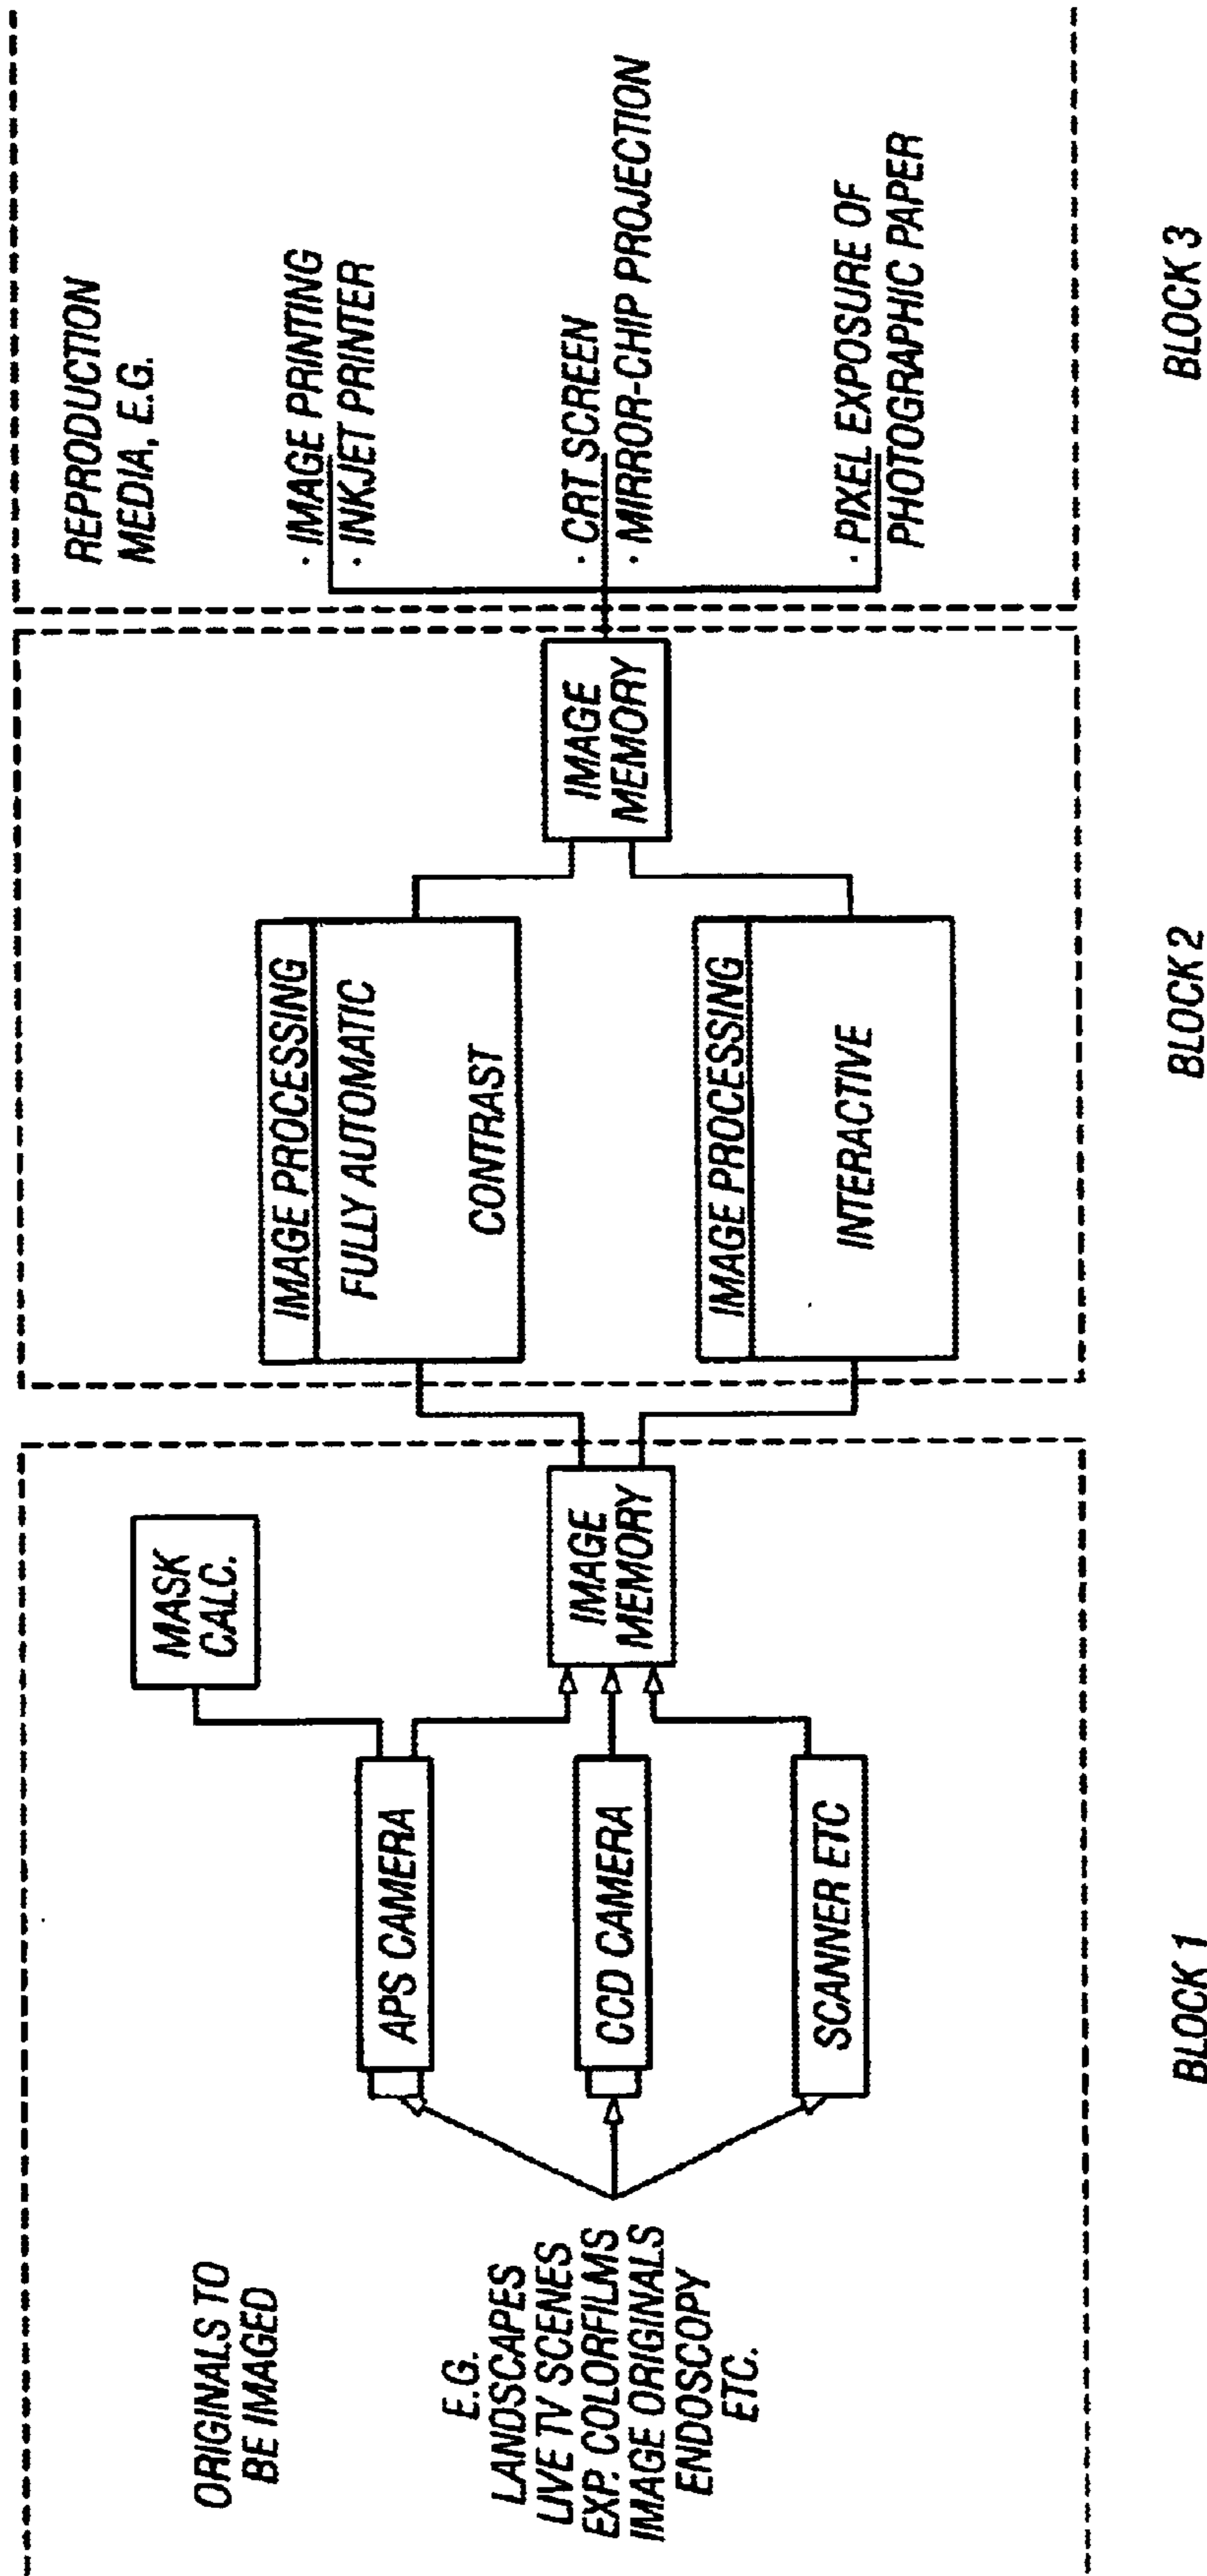 ORIGINALS TO
BE IMAGED
E.G.
LANDSCAPES
LIVE TV SCENES
EXP. COLORFILMS
IMAGE ORIGINALS
ENDOSCOPY
ETC.
APS CAMERA
CCD CAMERA
SCANNER ETC
MASK
CALC.
IMAGE
MEMORY
BLOCK 1
IMAGE PROCESSING
FULLY AUTOMATIC
CONTRAST
IMAGE PROCESSING
INTERACTIVE
IMAGE
MEMORY
BLOCK 2
REPRODUCTION
MEDIA, E.G.
· IMAGE PRINTING
· INKJET PRINTER
· CRT SCREEN
· MIRROR-CHIP PROJECTION
· PIXEL EXPOSURE OF
PHOTOGRAPHIC PAPER
BLOCK 3